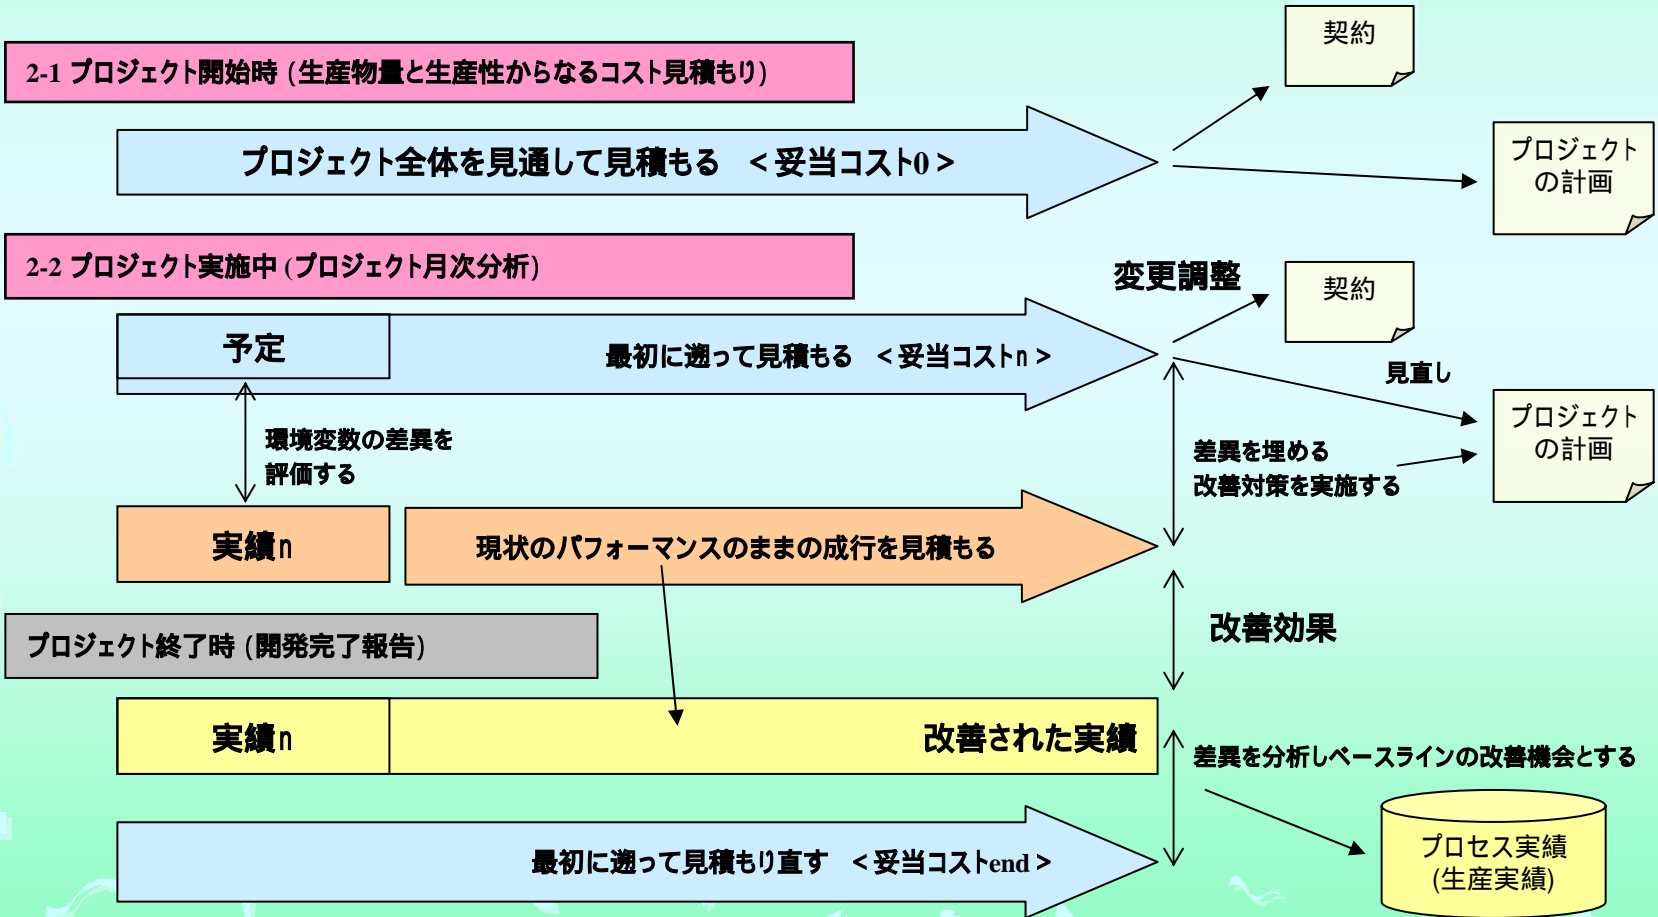 契約
2-1 プロジェクト開始時 (生産物量と生産性からなるコスト見積もり)
プロジェクト全体を見通して見積もる <妥当コスト0>
プロジェクト
の計画
2-2 プロジェクト実施中 (プロジェクト月次分析)
変更調整
契約
予定
最初に遡って見積もる <妥当コストn>
見直し
プロジェクト
の計画
環境変数の差異を
評価する
差異を埋める
改善対策を実施する
実績n
現状のパフォーマンスのままの成行を見積もる
改善効果
プロジェクト終了時 (開発完了報告)
実績n
改善された実績
差異を分析しベースラインの改善機会とする
プロセス実績
(生産実績)
最初に遡って見積もり直す <妥当コストend>